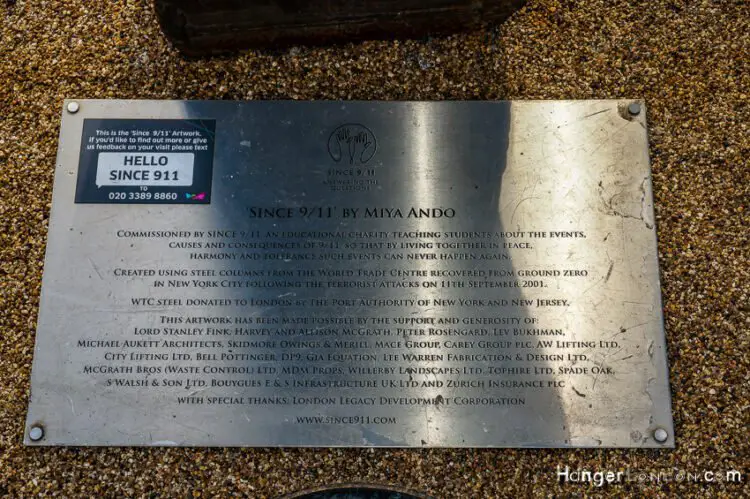 This is the 'Since 9/11' Artwork.
If you'd like to find out more or give
us feedback on your visit please text
HELLO
SINCE 911
TO
020 3389 8860
SINCE 9/11
ANSWERING THE
QUESTIONS
'Since 9/11' by Miya Ando
Commissioned by SINCE 9/11, an educational charity teaching students about the events,
causes and consequences of 9/11, so that by living together in peace,
harmony and tolerance such events can never happen again.
Created using steel columns from the World Trade Centre recovered from ground zero
in New York City following the terrorist attacks on 11th September 2001.
WTC steel donated to London by the Port Authority of New York and New Jersey.
This artwork has been made possible by the support and generosity of:
Lord Stanley Fink, Harvey and Allison McGrath, Peter Rosengard, Lev Bukhman,
Michael Aukett Architects, Skidmore Owings & Merill, Mace Group, Carey Group plc, AW Lifting Ltd,
City Lifting Ltd, Bell Pottinger, DP9, Gia Equation, Lee Warren Fabrication & Design Ltd,
McGrath Bros (Waste Control) Ltd, MDM Props, Willerby Landscapes Ltd, Tophire Ltd, Spade Oak,
S Walsh & Son Ltd, Bouygues E & S Infrastructure UK Ltd and Zurich Insurance plc
with special thanks, London Legacy Development Corporation
www.since911.com
HungerLondon.com